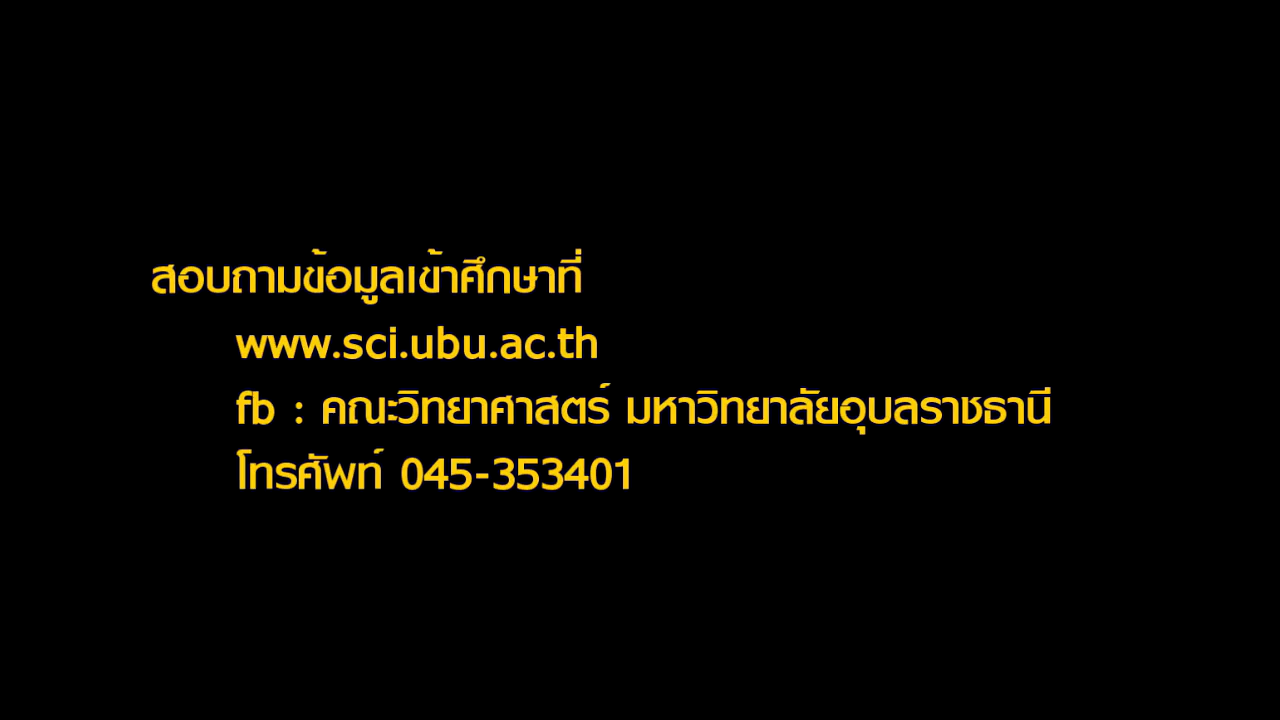 สอบถามข้อมูลเข้าศึกษาที่
www.sci.ubu.ac.th
fb : คณะวิทยาศาสตร์ มหาวิทยาลัยอุบลราชธานี
โทรศัพท์ 045-353401